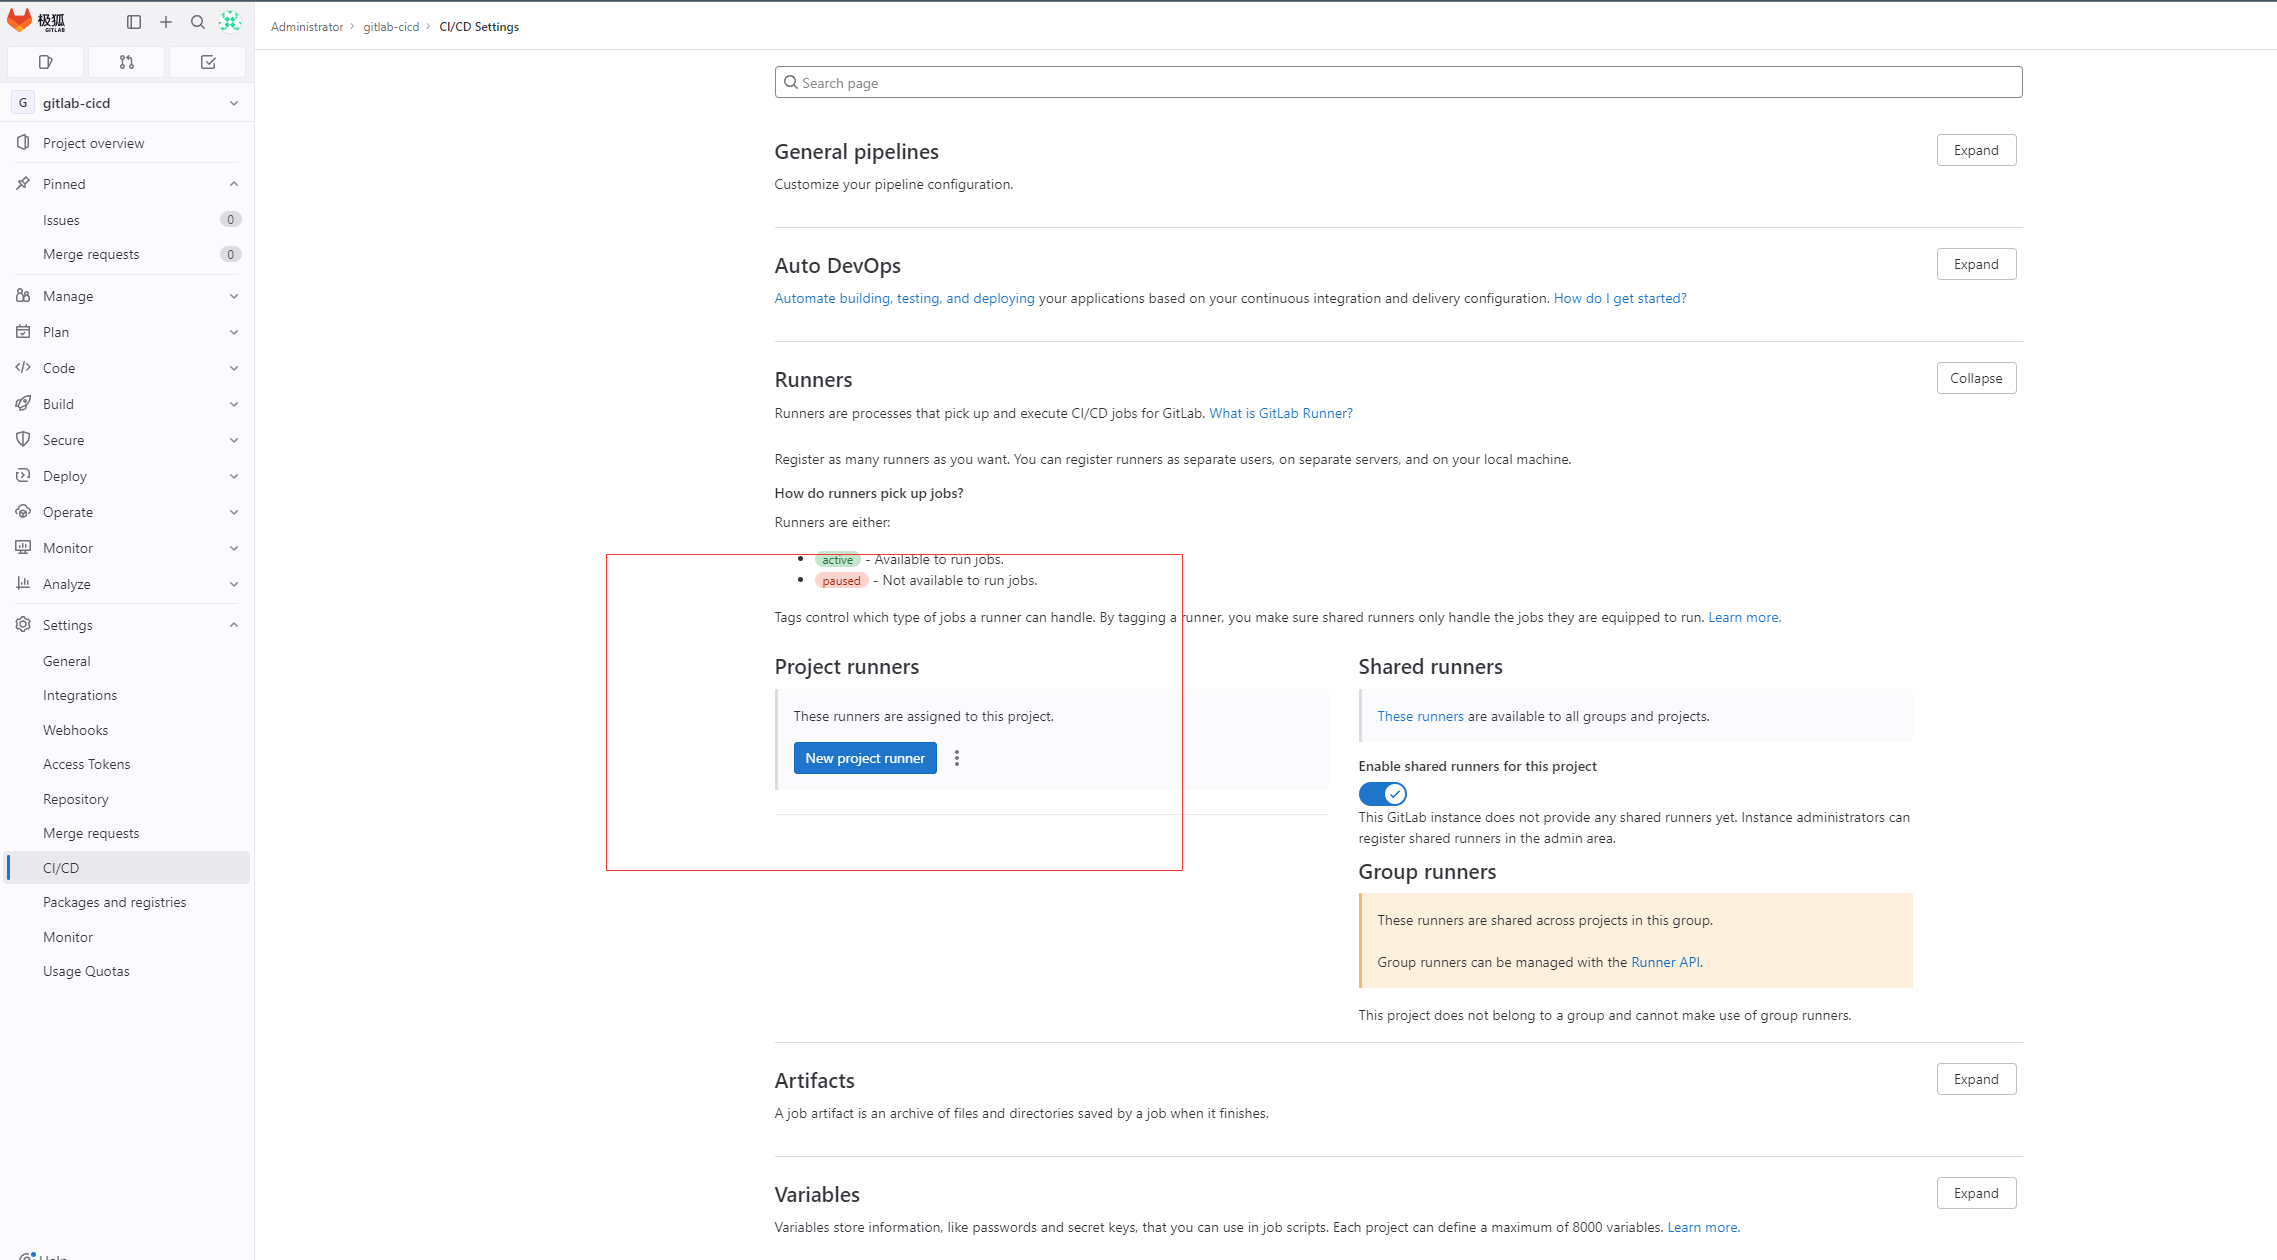 极狐
GITLAB
Administrator › gitlab-cicd › CI/CD Settings
G gitlab-cicd
Project overview
Pinned
Issues 0
Merge requests 0
Manage
Plan
Code
Build
Secure
Deploy
Operate
Monitor
Analyze
Settings
General
Integrations
Webhooks
Access Tokens
Repository
Merge requests
CI/CD
Packages and registries
Monitor
Usage Quotas
Help
Search page
General pipelines
Expand
Customize your pipeline configuration.
Auto DevOps
Expand
Automate building, testing, and deploying your applications based on your continuous integration and delivery configuration. How do I get started?
Runners
Collapse
Runners are processes that pick up and execute CI/CD jobs for GitLab. What is GitLab Runner?
Register as many runners as you want. You can register runners as separate users, on separate servers, and on your local machine.
How do runners pick up jobs?
Runners are either:
active - Available to run jobs.
paused - Not available to run jobs.
Tags control which type of jobs a runner can handle. By tagging a runner, you make sure shared runners only handle the jobs they are equipped to run. Learn more.
Project runners
These runners are assigned to this project.
New project runner
Shared runners
These runners are available to all groups and projects.
Enable shared runners for this project
This GitLab instance does not provide any shared runners yet. Instance administrators can
register shared runners in the admin area.
Group runners
These runners are shared across projects in this group.
Group runners can be managed with the Runner API.
This project does not belong to a group and cannot make use of group runners.
Artifacts
Expand
A job artifact is an archive of files and directories saved by a job when it finishes.
Variables
Expand
Variables store information, like passwords and secret keys, that you can use in job scripts. Each project can define a maximum of 8000 variables. Learn more.